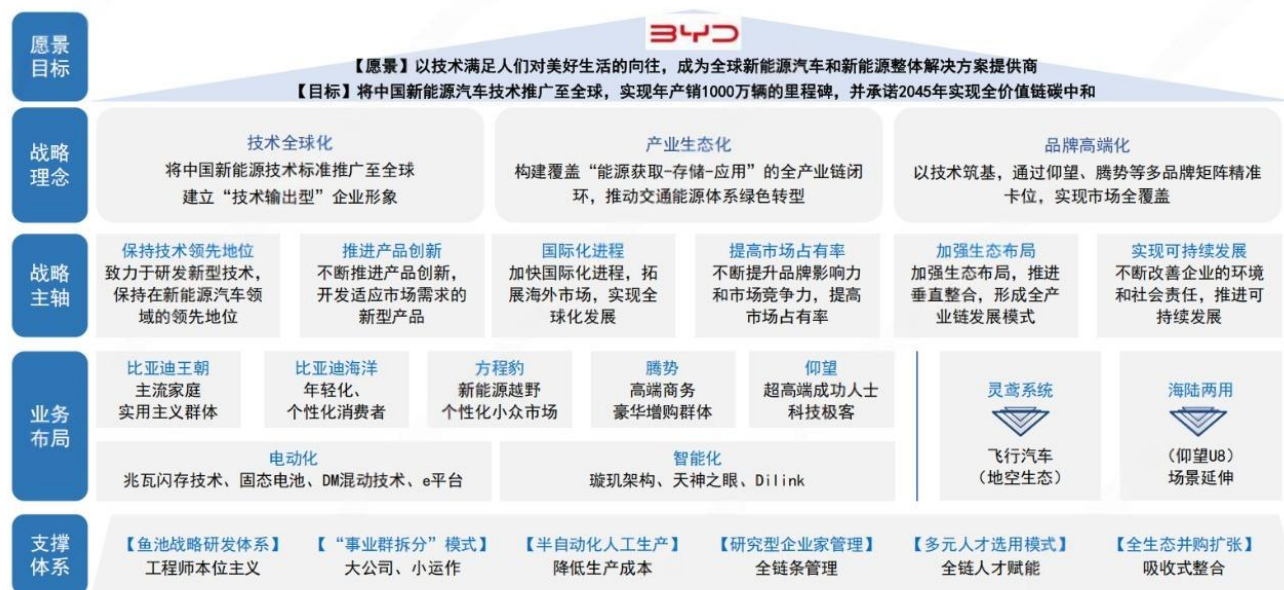 愿景
目标
BYD
【愿景】以技术满足人们对美好生活的向往，成为全球新能源汽车和新能源整体解决方案提供商
【目标】将中国新能源汽车技术推广至全球，实现年产销1000万辆的里程碑，并承诺2045年实现全价值链碳中和
战略
理念
技术全球化
将中国新能源技术标准推广至全球
建立“技术输出型”企业形象
产业生态化
构建覆盖“能源获取-存储-应用”的全产业链闭
环，推动交通能源体系绿色转型
品牌高端化
以技术筑基，通过仰望、腾势等多品牌矩阵精准
卡位，实现市场全覆盖
战略
主轴
保持技术领先地位
致力于研发新型技术，
保持在新能源汽车领
域的领先地位
推进产品创新
不断推进产品创新，
开发适应市场需求的
新型产品
国际化进程
加快国际化进程，拓
展海外市场，实现全
球化发展
提高市场占有率
不断提升品牌影响力
和市场竞争力，提高
市场占有率
加强生态布局
加强生态布局，推进
垂直整合，形成全产
业链发展模式
实现可持续发展
不断改善企业的环境
和社会责任，推进可
持续发展
业务
布局
比亚迪王朝
主流家庭
实用主义群体
比亚迪海洋
年轻化、
个性化消费者
方程豹
新能源越野
个性化小众市场
腾势
高端商务
豪华增购群体
仰望
超高端成功人士
科技极客
电动化
兆瓦闪存技术、固态电池、DM混动技术、e平台
智能化
璇玑架构、天神之眼、Dilink
灵鸢系统
飞行汽车
（地空生态）
海陆两用
（仰望U8）
场景延伸
支撑
体系
【鱼池战略研发体系】
工程师本位主义
【“事业群拆分”模式】
大公司、小运作
【半自动化人工生产】
降低生产成本
【研究型企业家管理】
全链条管理
【多元人才选用模式】
全链人才赋能
【全生态并购扩张】
吸收式整合